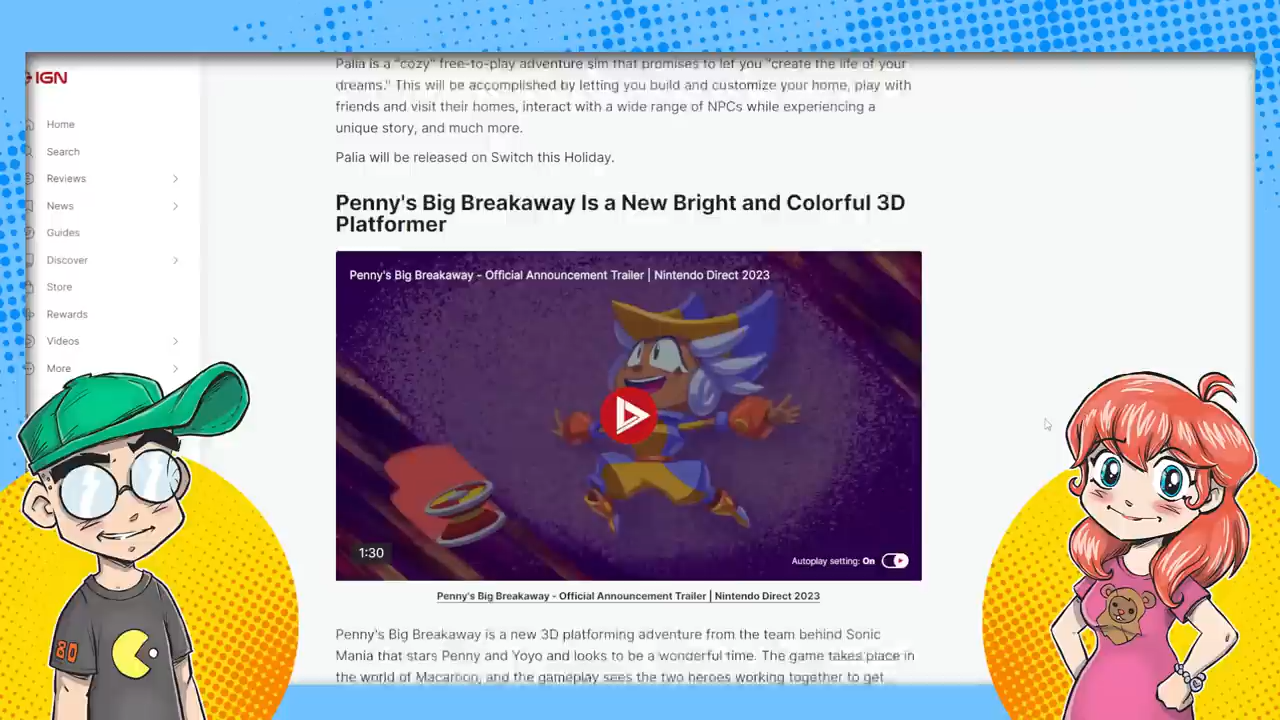 IGN
Home
Search
Reviews
News
Guides
Discover
Store
Rewards
Videos
More
Palia is a "cozy" free-to-play adventure sim that promises to let you "create the life of your
dreams." This will be accomplished by letting you build and customize your home, play with
friends and visit their homes, interact with a wide range of NPCs while experiencing a
unique story, and much more.
Palia will be released on Switch this Holiday.
Penny's Big Breakaway Is a New Bright and Colorful 3D
Platformer
Penny's Big Breakaway - Official Announcement Trailer | Nintendo Direct 2023
1:30
Autoplay setting: On
Penny's Big Breakaway - Official Announcement Trailer | Nintendo Direct 2023
Penny's Big Breakaway is a new 3D platforming adventure from the team behind Sonic
Mania that stars Penny and Yoyo and looks to be a wonderful time. The game takes place in
the world of Macaroon, and the gameplay sees the two heroes working together to get
80